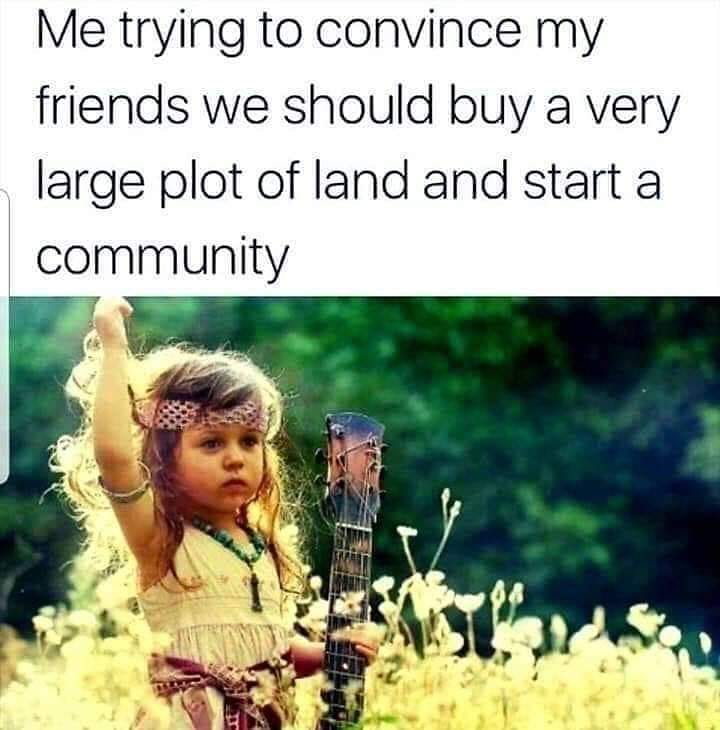 Me trying to convince my
friends we should buy a very
large plot of land and start a
community